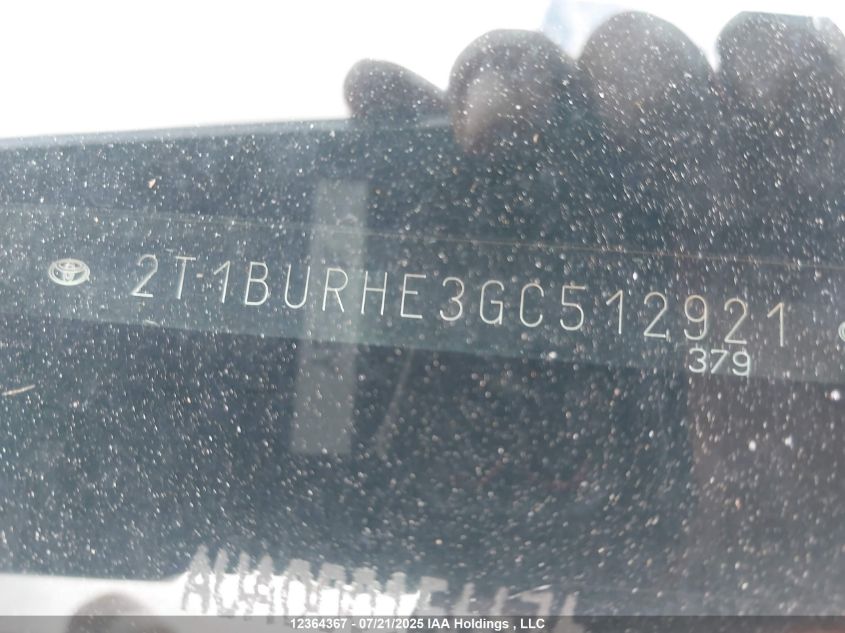 2T1BURHE3GC512921
379
12364367 - 07/21/2025 IAA Holdings , LLC